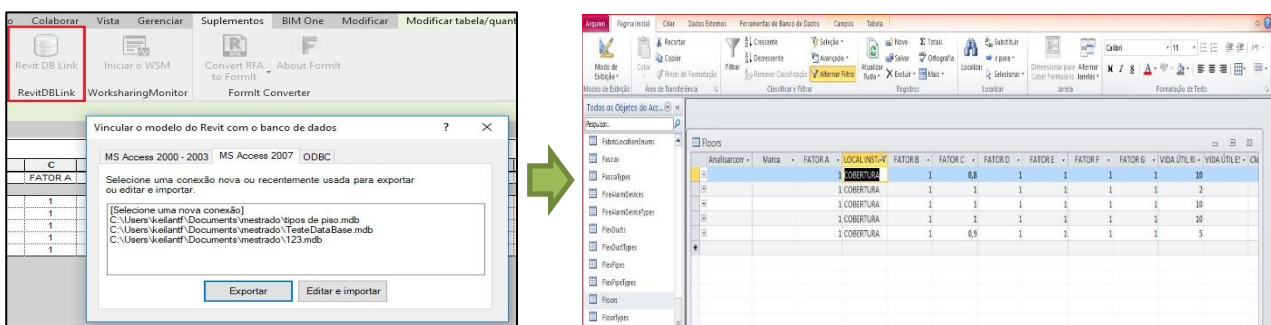 o Colaborar Vista Gerenciar Suplementos BIM One Modificar Modificar tabela/quant
Revit DB Link Iniciar o WSM Convert RFA to FormIt About FormIt
RevitDBLink WorksharingMonitor FormIt Converter
Vincular o modelo do Revit com o banco de dados ? ×
MS Access 2000 - 2003 MS Access 2007 ODBC
Selecione uma conexão nova ou recentemente usada para exportar
ou editar e importar.
[Selecione uma nova conexão]
C:\Users\keilantf\Documents\mestrado\tipos de piso.mdb
C:\Users\keilantf\Documents\mestrado\TesteDataBase.mdb
C:\Users\keilantf\Documents\mestrado\123.mdb
Exportar Editar e importar
C
FATOR A
1
1
1
1
1
Arquivo Página Inicial Criar Dados Externos Ferramentas de Banco de Dados Campos Tabela
Modo de Exibição Colar Recortar Copiar Pincel de Formatação
Filtrar Crescente Decrescente Remover Classificação Seleção Avançado Alternar Filtro
Atualizar Tudo Novo Salvar Excluir Totais Ortografia Mais
Localizar Substituir Ir para Selecionar
Alternar Janelas
Calibri 11
N I S A
Modos de Exibição Área de Transferência Classificar e Filtrar Registros Localizar Janela Formatação de Texto
Todos os Objetos do Acc...
Pesquisar...
FabricLocationEnums
Fascias
FasciaTypes
FireAlarmDevices
FireAlarmDeviceTypes
FlexDucts
FlexDuctTypes
FlexPipes
FlexPipeTypes
Floors
FloorTypes
Floors
Analisarcom Marca FATOR A LOCAL INST FATOR B FATOR C FATOR D FATOR E FATOR F FATOR G VIDA ÚTIL RI VIDA ÚTIL E: Clic
1 COBERTURA 1 0,8 1 1 1 1 10
1 COBERTURA 1 1 1 1 1 1 2
1 COBERTURA 1 1 1 1 1 1 10
1 COBERTURA 1 1 1 1 1 1 10
1 COBERTURA 1 0,9 1 1 1 1 5